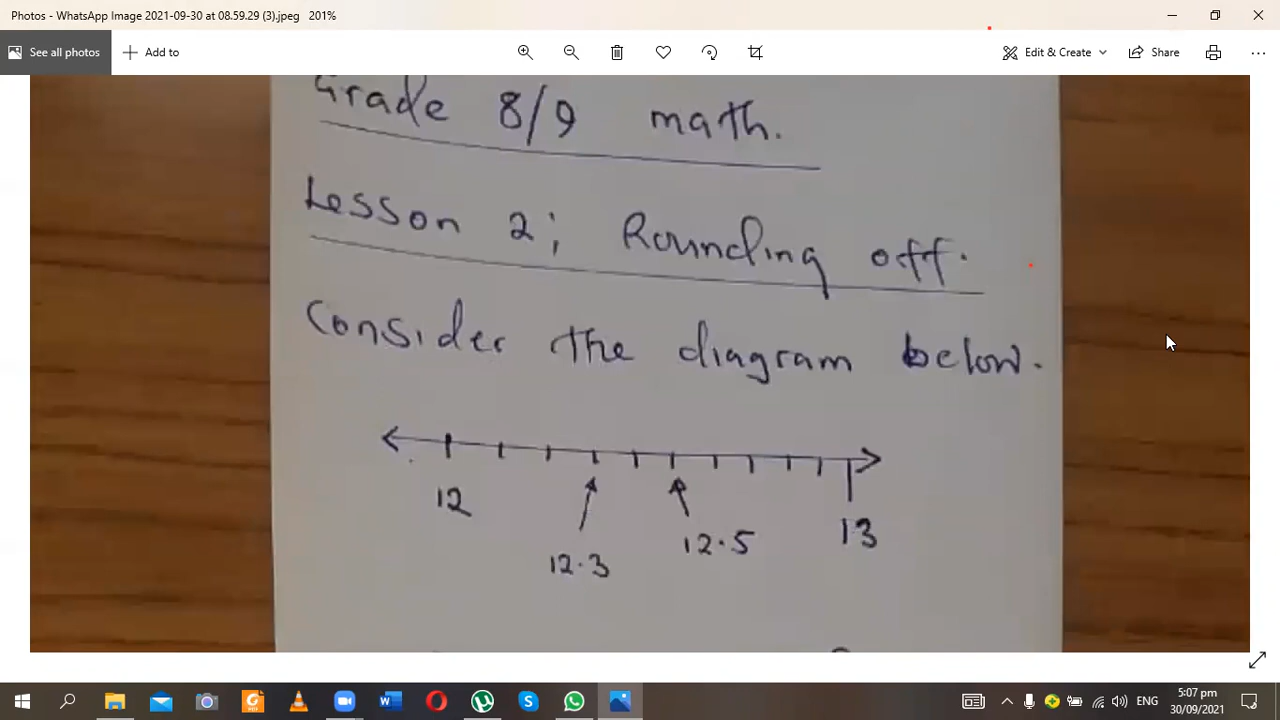 Photos - WhatsApp Image 2021-09-30 at 08.59.29 (3).jpeg 201%
See all photos
Add to
Edit & Create
Share
Grade 8/9 math.
Lesson 2; Rounding off.
Consider the diagram below.
12
12.3
12.5
13
ENG
5:07 pm
30/09/2021